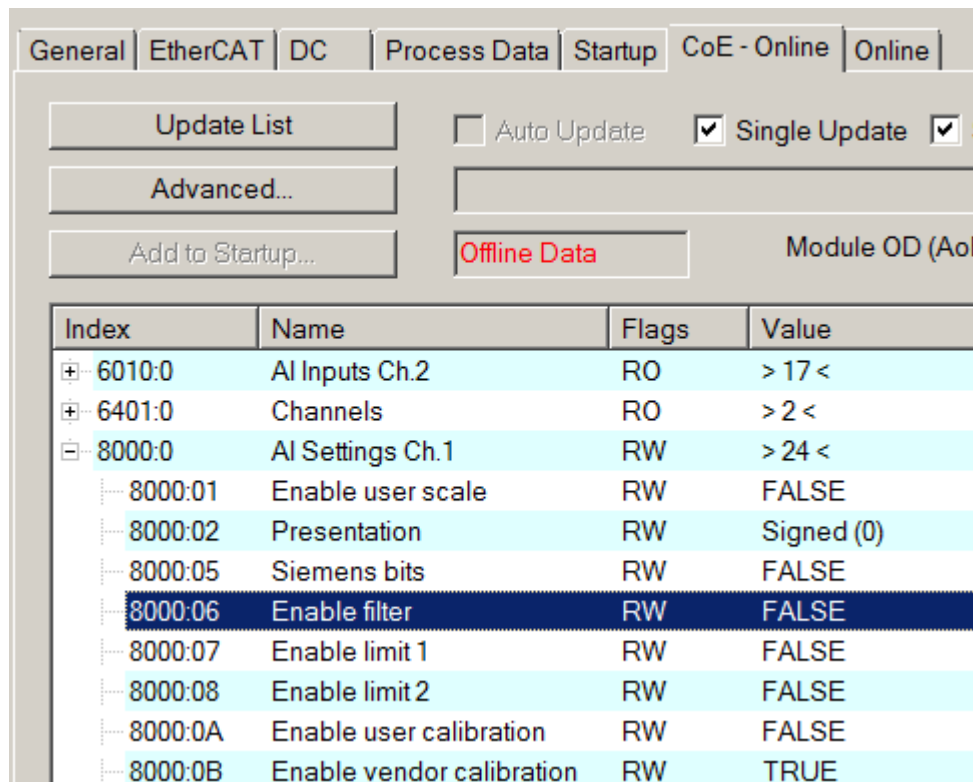 General EtherCAT DC Process Data Startup CoE - Online Online
Update List Auto Update Single Update
Advanced...
Add to Startup... Offline Data Module OD (AoE
Index Name Flags Value
6010:0 AI Inputs Ch.2 RO > 17 <
6401:0 Channels RO > 2 <
8000:0 AI Settings Ch.1 RW > 24 <
8000:01 Enable user scale RW FALSE
8000:02 Presentation RW Signed (0)
8000:05 Siemens bits RW FALSE
8000:06 Enable filter RW FALSE
8000:07 Enable limit 1 RW FALSE
8000:08 Enable limit 2 RW FALSE
8000:0A Enable user calibration RW FALSE
8000:0B Enable vendor calibration RW TRUE